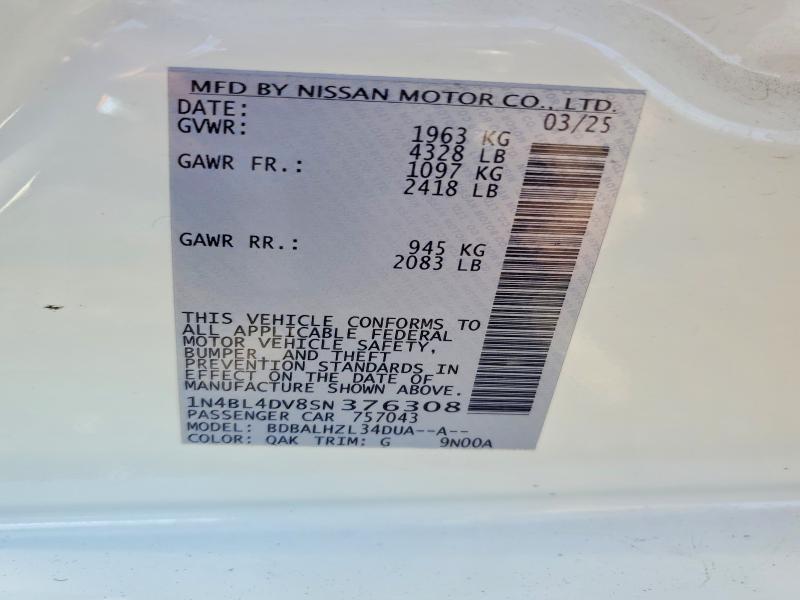 MFD BY NISSAN MOTOR CO., LTD.
DATE: 03/25
GVWR: 1963 KG
4328 LB
GAWR FR.: 1097 KG
2418 LB
GAWR RR.: 945 KG
2083 LB
THIS VEHICLE CONFORMS TO
ALL APPLICABLE FEDERAL
MOTOR VEHICLE SAFETY,
BUMPER, AND THEFT
PREVENTION STANDARDS IN
EFFECT ON THE DATE OF
MANUFACTURE SHOWN ABOVE.
1N4BL4DV8SN376308
PASSENGER CAR 757043
MODEL: BDBALHZL34DUA--A--
COLOR: QAK TRIM: G 9N00A